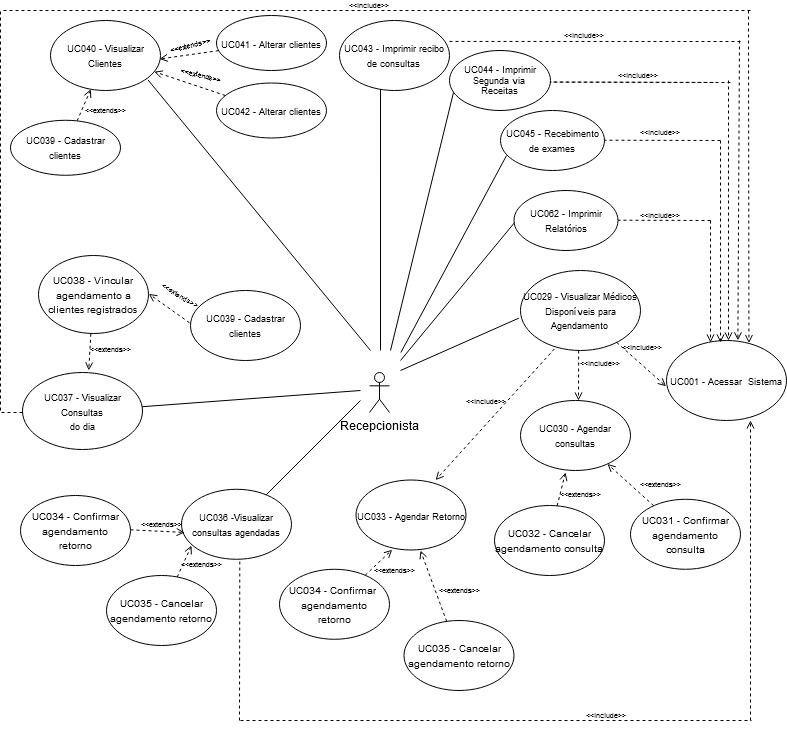 <<include>>
UC040 - Visualizar
Clientes
<<extends>>
UC041 - Alterar clientes
<<extends>>
UC042 - Alterar clientes
<<extends>>
UC039 - Cadastrar
clientes
UC043 - Imprimir recibo
de consultas
<<include>>
UC044 - Imprimir
Segunda via
Receitas
<<include>>
UC045 - Recebimento
de exames
<<include>>
UC062 - Imprimir
Relatórios
<<include>>
UC038 - Vincular
agendamento a
clientes registrados
<<extends>>
UC039 - Cadastrar
clientes
<<extends>>
UC037 - Visualizar
Consultas
do dia
UC029 - Visualizar Médicos
Disponíveis para
Agendamento
<<include>>
<<include>>
<<include>>
UC001 - Acessar Sistema
Recepcionista
UC030 - Agendar
consultas
<<extends>>
<<extends>>
UC032 - Cancelar
agendamento consulta
UC031 - Confirmar
agendamento
consulta
UC033 - Agendar Retorno
<<extends>>
<<extends>>
UC034 - Confirmar
agendamento
retorno
UC035 - Cancelar
agendamento retorno
UC036 -Visualizar
consultas agendadas
UC034 - Confirmar
agendamento
retorno
<<extends>>
<<extends>>
UC035 - Cancelar
agendamento retorno
<<include>>